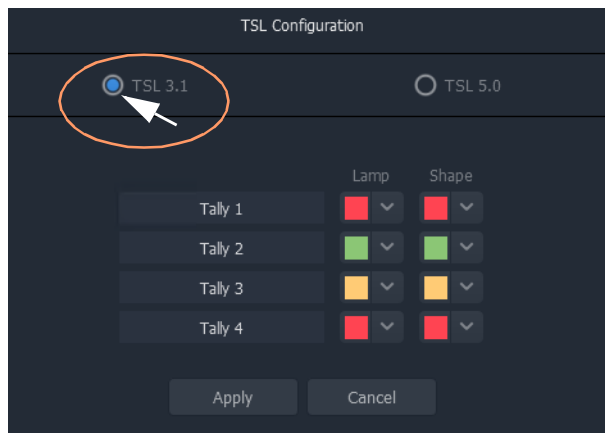 TSL Configuration
TSL 3.1 TSL 5.0
Lamp Shape
Tally 1
Tally 2
Tally 3
Tally 4
Apply Cancel